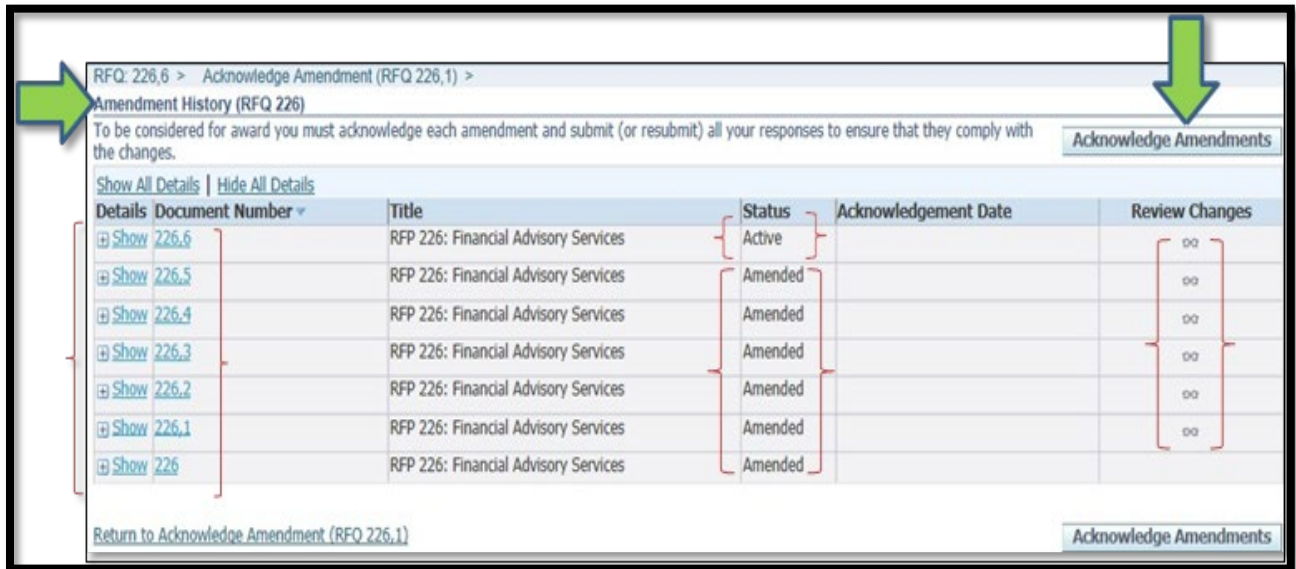 RFQ: 226,6 > Acknowledge Amendment (RFQ 226,1) >
Amendment History (RFQ 226)
To be considered for award you must acknowledge each amendment and submit (or resubmit) all your responses to ensure that they comply with
the changes.
Acknowledge Amendments
Show All Details | Hide All Details
Details Document Number Title Status Acknowledgement Date Review Changes
Show 226,6 RFP 226: Financial Advisory Services Active
Show 226,5 RFP 226: Financial Advisory Services Amended
Show 226,4 RFP 226: Financial Advisory Services Amended
Show 226,3 RFP 226: Financial Advisory Services Amended
Show 226,2 RFP 226: Financial Advisory Services Amended
Show 226,1 RFP 226: Financial Advisory Services Amended
Show 226 RFP 226: Financial Advisory Services Amended
Return to Acknowledge Amendment (RFQ 226,1) Acknowledge Amendments